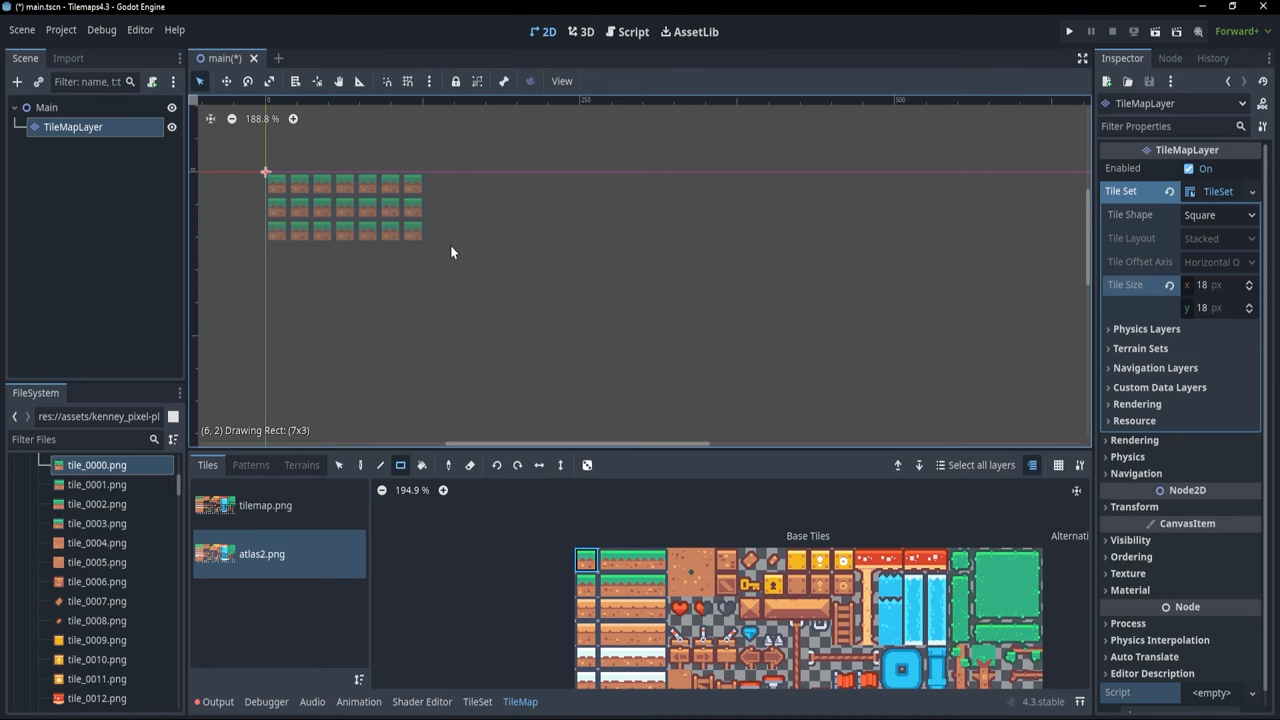 (*) main.tscn - Tilemaps4.3 - Godot Engine
Scene Project Debug Editor Help
2D 3D Script AssetLib
Forward+
Scene Import
Filter: name, t:t
Main
TileMapLayer
main(*)
View
0 250 500
188.8 %
0
(6, 2) Drawing Rect: (7x3)
FileSystem
res://assets/kenney_pixel-pl
Filter Files
tile_0000.png
tile_0001.png
tile_0002.png
tile_0003.png
tile_0004.png
tile_0005.png
tile_0006.png
tile_0007.png
tile_0008.png
tile_0009.png
tile_0010.png
tile_0011.png
tile_0012.png
Tiles Patterns Terrains
Select all layers
tilemap.png
atlas2.png
194.9 %
Base Tiles
Alternati
Output Debugger Audio Animation Shader Editor TileSet TileMap
4.3.stable
Inspector Node History
TileMapLayer
Filter Properties
TileMapLayer
Enabled On
Tile Set TileSet
Tile Shape Square
Tile Layout Stacked
Tile Offset Axis Horizontal O
Tile Size x 18 px
y 18 px
Physics Layers
Terrain Sets
Navigation Layers
Custom Data Layers
Rendering
Resource
Rendering
Physics
Navigation
Node2D
Transform
CanvasItem
Visibility
Ordering
Texture
Material
Node
Process
Physics Interpolation
Auto Translate
Editor Description
Script <empty>